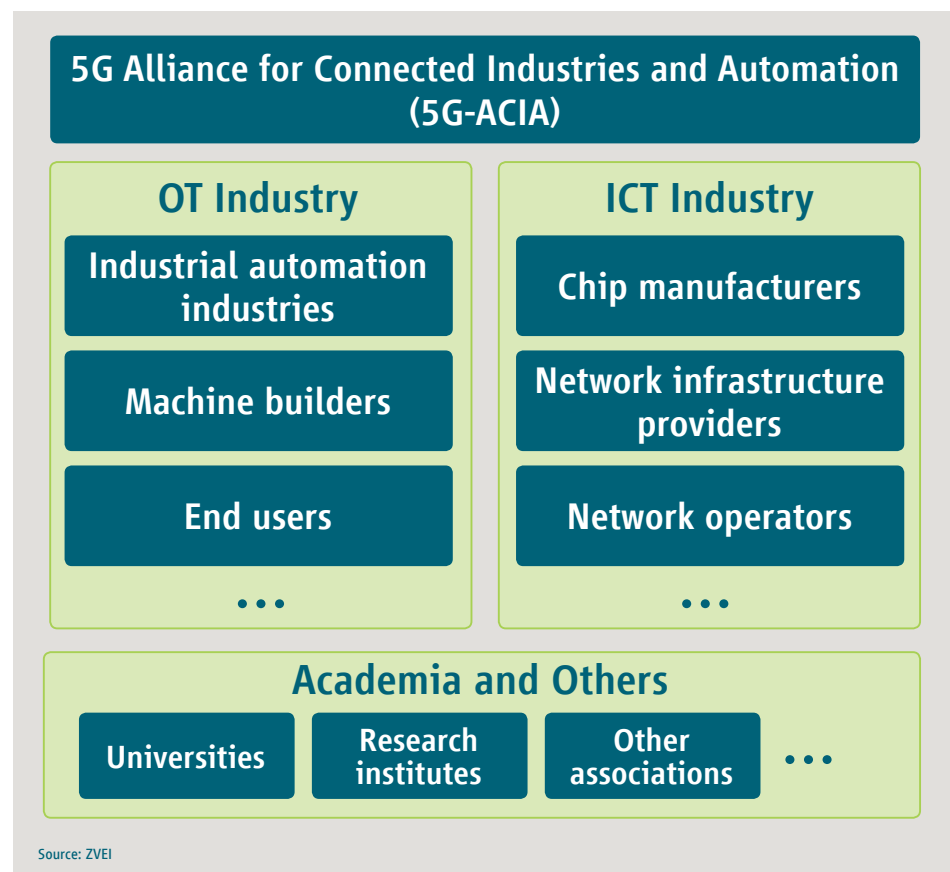 5G Alliance for Connected Industries and Automation
(5G-ACIA)
OT Industry
Industrial automation
industries
Machine builders
End users
...
ICT Industry
Chip manufacturers
Network infrastructure
providers
Network operators
...
Academia and Others
Universities
Research
institutes
Other
associations
...
Source: ZVEI